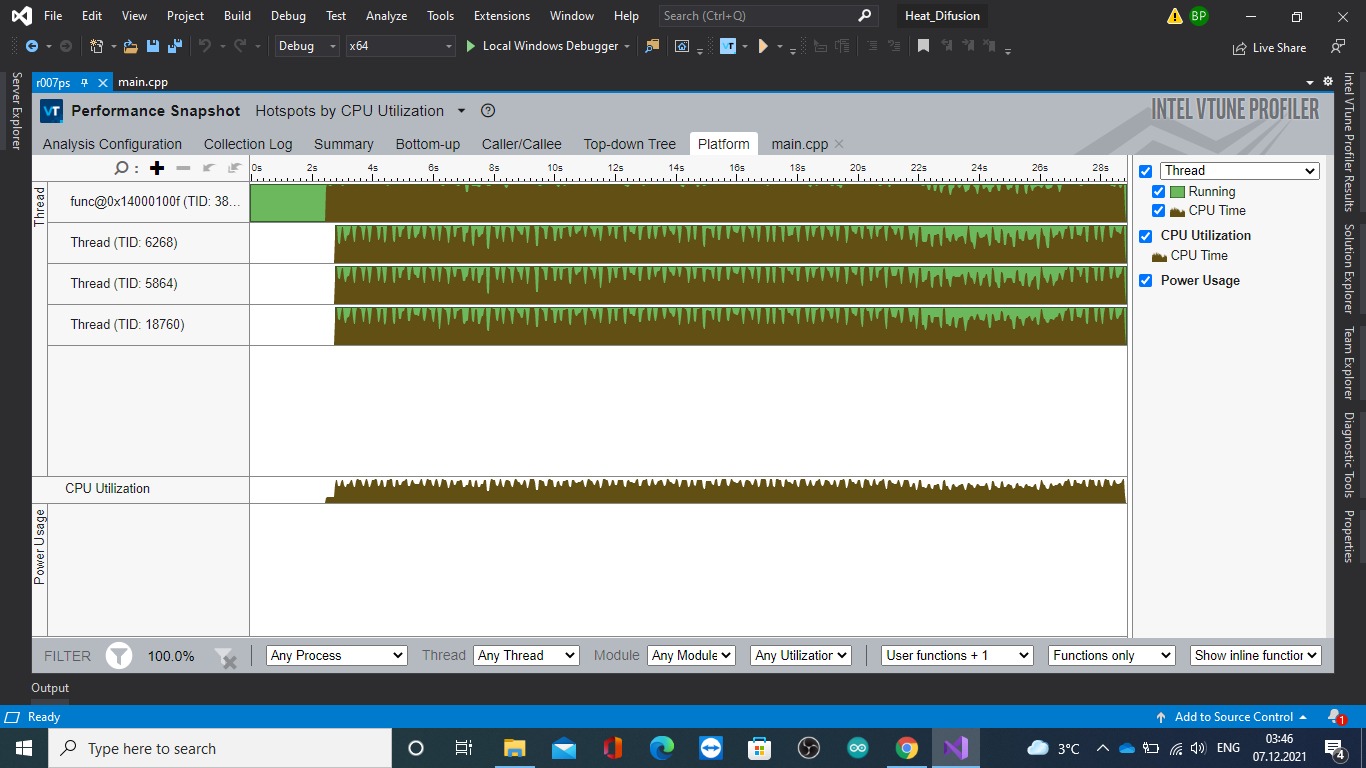 File Edit View Project Build Debug Test Analyze Tools Extensions Window Help Search (Ctrl+Q) Heat_Difusion BP
Debug x64 Local Windows Debugger VT Live Share
r007ps main.cpp
VT Performance Snapshot Hotspots by CPU Utilization INTEL VTUNE PROFILER
Analysis Configuration Collection Log Summary Bottom-up Caller/Callee Top-down Tree Platform main.cpp
0s 2s 4s 6s 8s 10s 12s 14s 16s 18s 20s 22s 24s 26s 28s
Thread
func@0x14000100f (TID: 38...
Thread (TID: 6268)
Thread (TID: 5864)
Thread (TID: 18760)
CPU Utilization
Power Usage
Thread
Running
CPU Time
CPU Utilization
CPU Time
Power Usage
Server Explorer
Intel VTune Profiler Results
Solution Explorer
Team Explorer
Diagnostic Tools
Properties
FILTER 100.0% Any Process Thread Any Thread Module Any Module Any Utilization User functions + 1 Functions only Show inline function
Output
Ready Add to Source Control 1
Type here to search 3°C ENG 03:46
07.12.2021 4